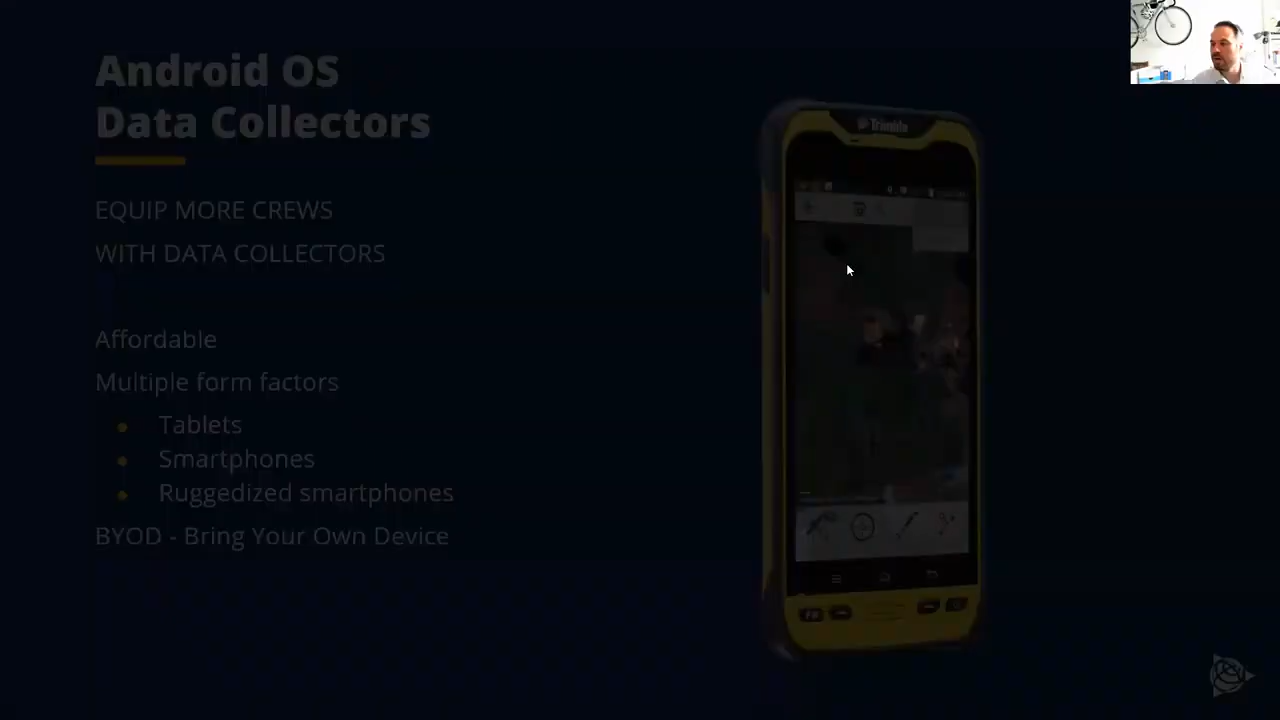 Android OS
Data Collectors
EQUIP MORE CREWS
WITH DATA COLLECTORS
Affordable
Multiple form factors
Tablets
Smartphones
Ruggedized smartphones
BYOD - Bring Your Own Device
Trimble